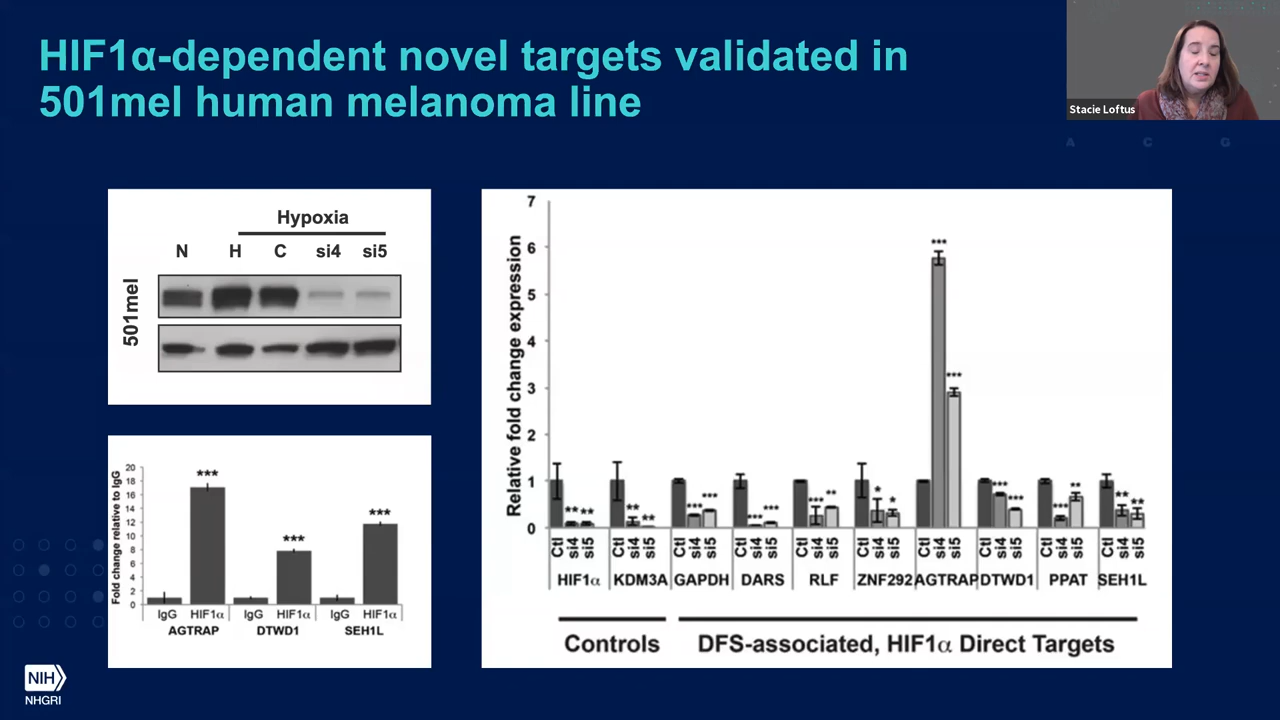 HIF1α-dependent novel targets validated in
501mel human melanoma line
Stacie Loftus
A C G
Hypoxia
N H C si4 si5
501mel
Fold change relative to IgG
20
18
16
14
12
10
8
6
4
2
0
***
***
***
IgG HIF1α IgG HIF1α IgG HIF1α
AGTRAP DTWD1 SEH1L
Relative fold change expression
7
6
5
4
3
2
1
0
** **
** **
*** ***
*** ***
*** **
* *
*** ***
*** ***
*** **
** **
Ctl si4 si5 Ctl si4 si5 Ctl si4 si5 Ctl si4 si5 Ctl si4 si5 Ctl si4 si5 Ctl si4 si5 Ctl si4 si5 Ctl si4 si5 Ctl si4 si5
HIF1α KDM3A GAPDH DARS RLF ZNF292 AGTRAP DTWD1 PPAT SEH1L
Controls DFS-associated, HIF1α Direct Targets
NIH
NHGRI